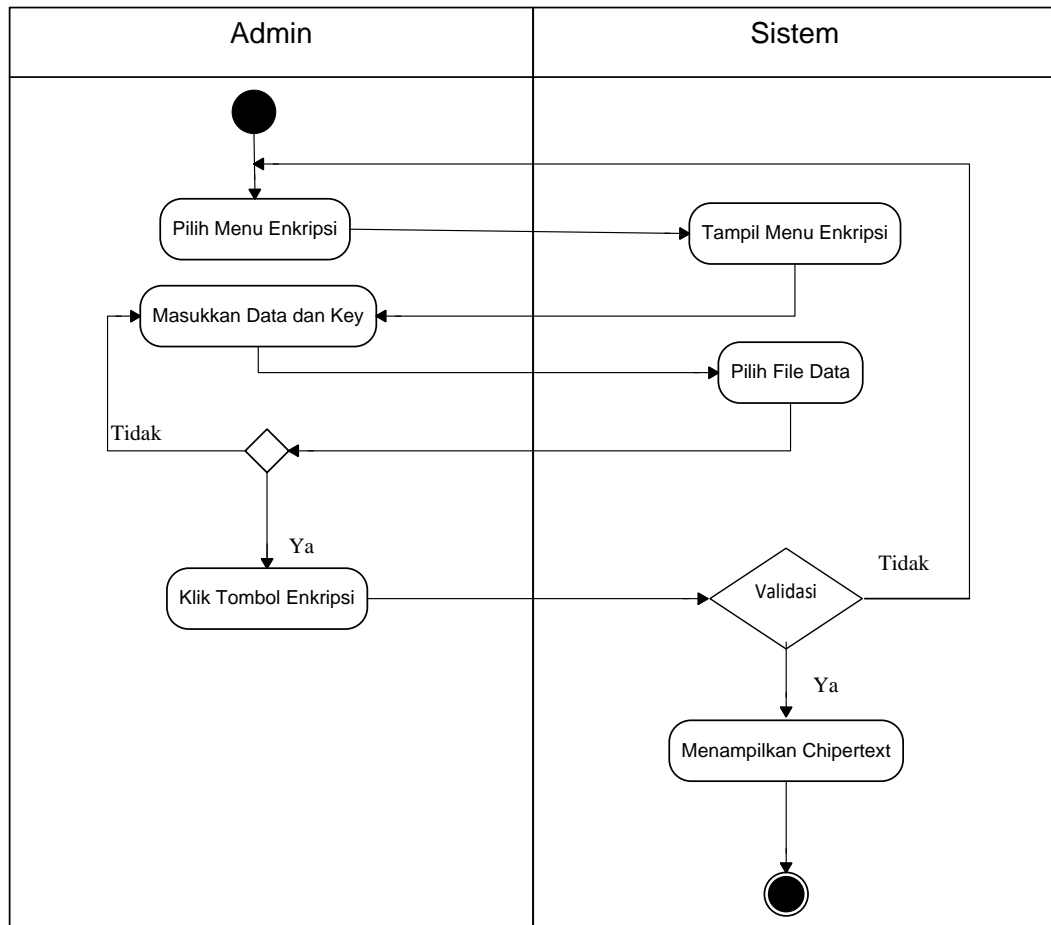 Admin
Sistem
Pilih Menu Enkripsi
Tampil Menu Enkripsi
Masukkan Data dan Key
Pilih File Data
Tidak
Ya
Klik Tombol Enkripsi
Validasi
Tidak
Ya
Menampilkan Chipertext